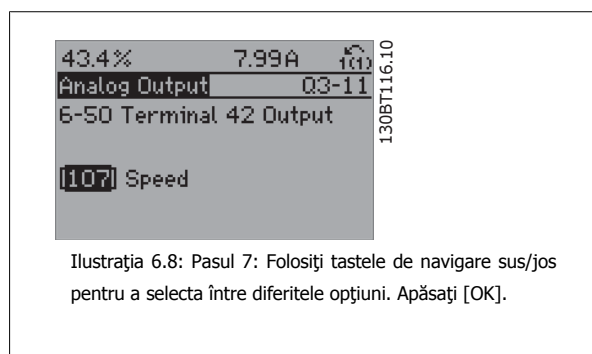 43.4% 7.99A 1(1)
Analog Output Q3-11
6-50 Terminal 42 Output
[107] Speed
130BT116.10
Ilustraţia 6.8: Pasul 7: Folosiţi tastele de navigare sus/jos
pentru a selecta între diferitele opţiuni. Apăsaţi [OK].